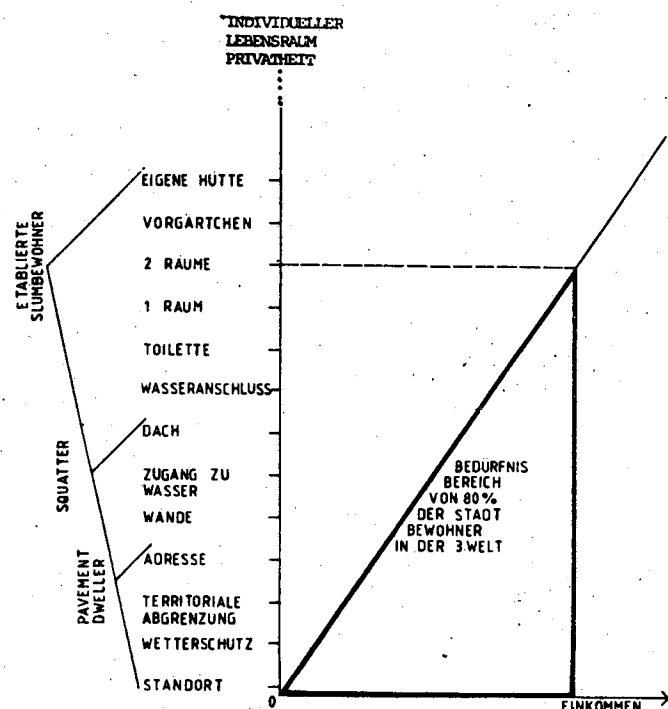 INDIVIDUELLER
LEBENSRAUM
PRIVATHEIT
EIGENE HÜTTE
VORGÄRTCHEN
2 RÄUME
1 RAUM
TOILETTE
WASSERANSCHLUSS
DACH
ZUGANG ZU
WASSER
WÄNDE
ADRESSE
TERRITORIALE
ABGRENZUNG
WETTERSCHUTZ
STANDORT
ETABLIERTE
SLUMBEWOHNER
SQUATTER
PAVEMENT
DWELLER
BEDÜRFNIS
BEREICH
VON 80%
DER STADT
BEWOHNER
IN DER 3.WELT
0
EINKOMMEN